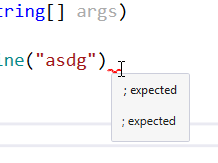 tring[] args)
ine("asdg")
; expected
; expected